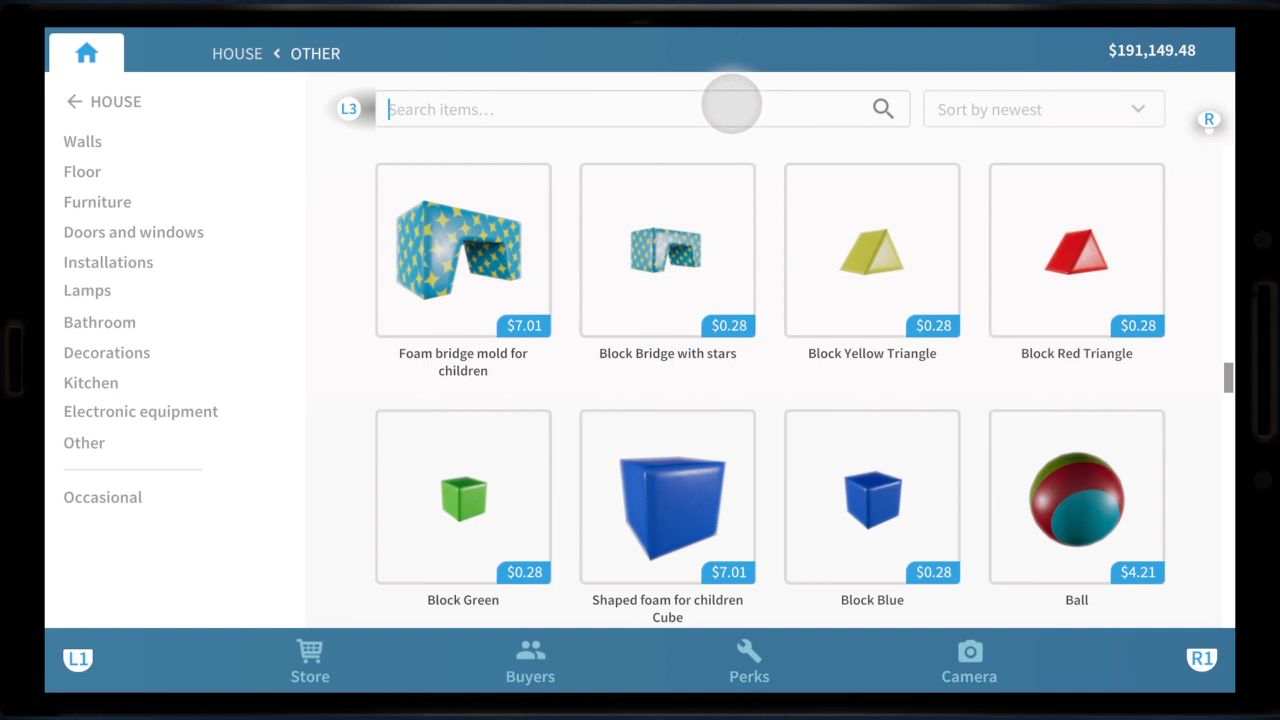 HOUSE < OTHER
$191,149.48
HOUSE
Walls
Floor
Furniture
Doors and windows
Installations
Lamps
Bathroom
Decorations
Kitchen
Electronic equipment
Other
Occasional
L3
Search items...
Sort by newest
R
$7.01
$0.28
$0.28
$0.28
Foam bridge mold for
children
Block Bridge with stars
Block Yellow Triangle
Block Red Triangle
$0.28
$7.01
$0.28
$4.21
Block Green
Shaped foam for children
Cube
Block Blue
Ball
L1
Store
Buyers
Perks
Camera
R1